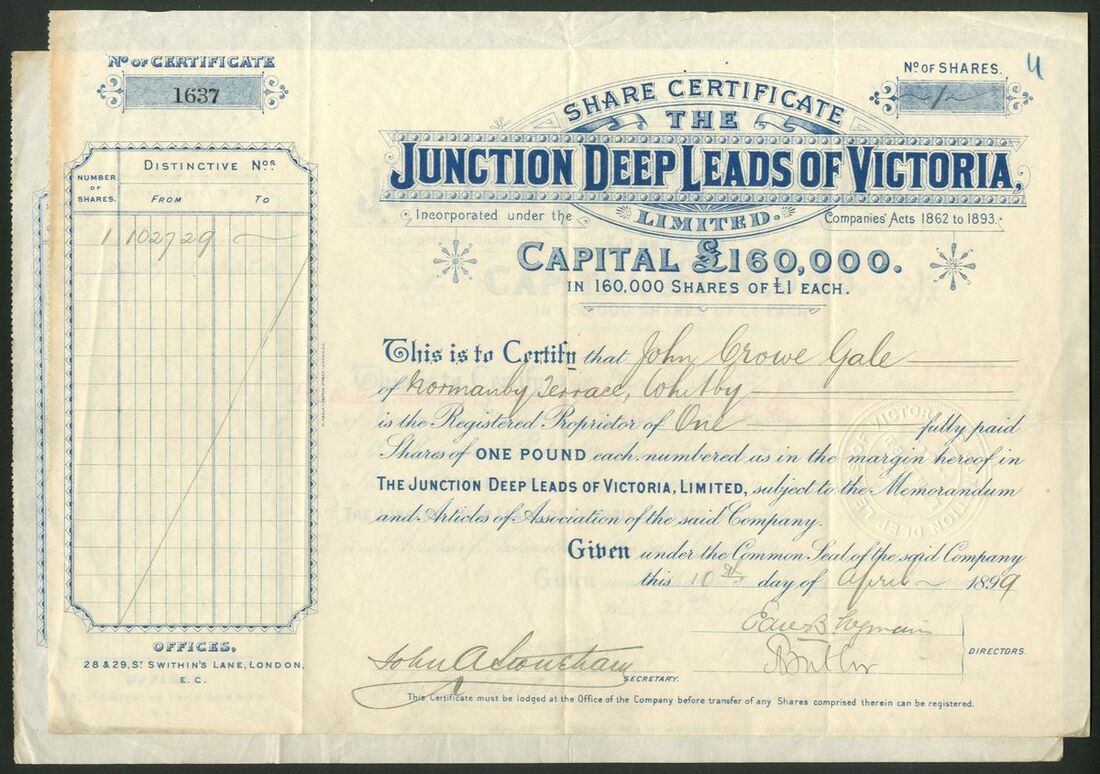 Nº OF CERTIFICATE
1637
Nº OF SHARES.
1
4
SHARE CERTIFICATE
THE
JUNCTION DEEP LEADS OF VICTORIA,
LIMITED.
Incorporated under the Companies' Acts 1862 to 1893.
CAPITAL £160,000.
IN 160,000 SHARES OF £1 EACH.
DISTINCTIVE Nos.
NUMBER OF SHARES.
FROM TO
1 102729
This is to Certify that John Crowe Gale
of Normanby Terrace, Whitby
is the Registered Proprietor of One fully paid
Shares of ONE POUND each, numbered as in the margin hereof in
THE JUNCTION DEEP LEADS OF VICTORIA, LIMITED, subject to the Memorandum
and Articles of Association of the said Company.
Given under the Common Seal of the said Company
this 10th day of April 1899
DIRECTORS.
John A
SECRETARY.
OFFICES,
28 & 29, St SWITHIN'S LANE, LONDON,
E.C.
This Certificate must be lodged at the Office of the Company before transfer of any Shares comprised therein can be registered.